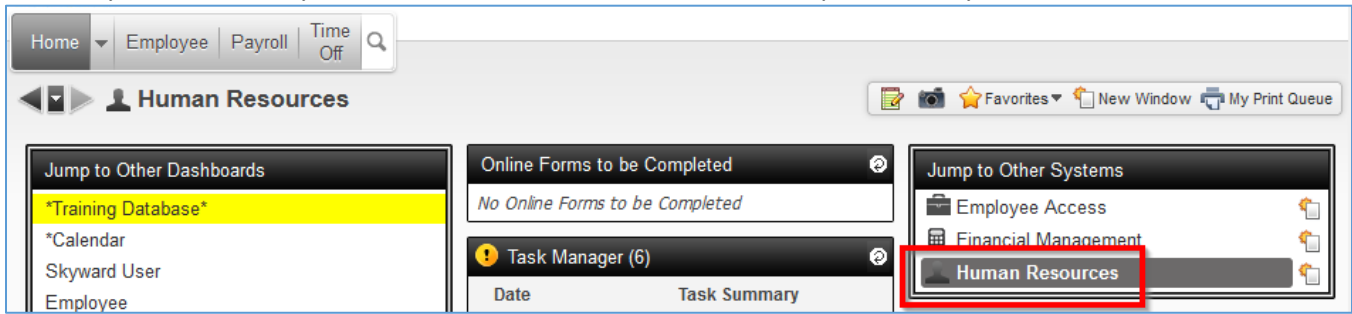 Home Employee Payroll Time Off
Human Resources
Favorites New Window My Print Queue
Jump to Other Dashboards
*Training Database*
*Calendar
Skyward User
Employee
Online Forms to be Completed
No Online Forms to be Completed
Task Manager (6)
Date Task Summary
Jump to Other Systems
Employee Access
Financial Management
Human Resources